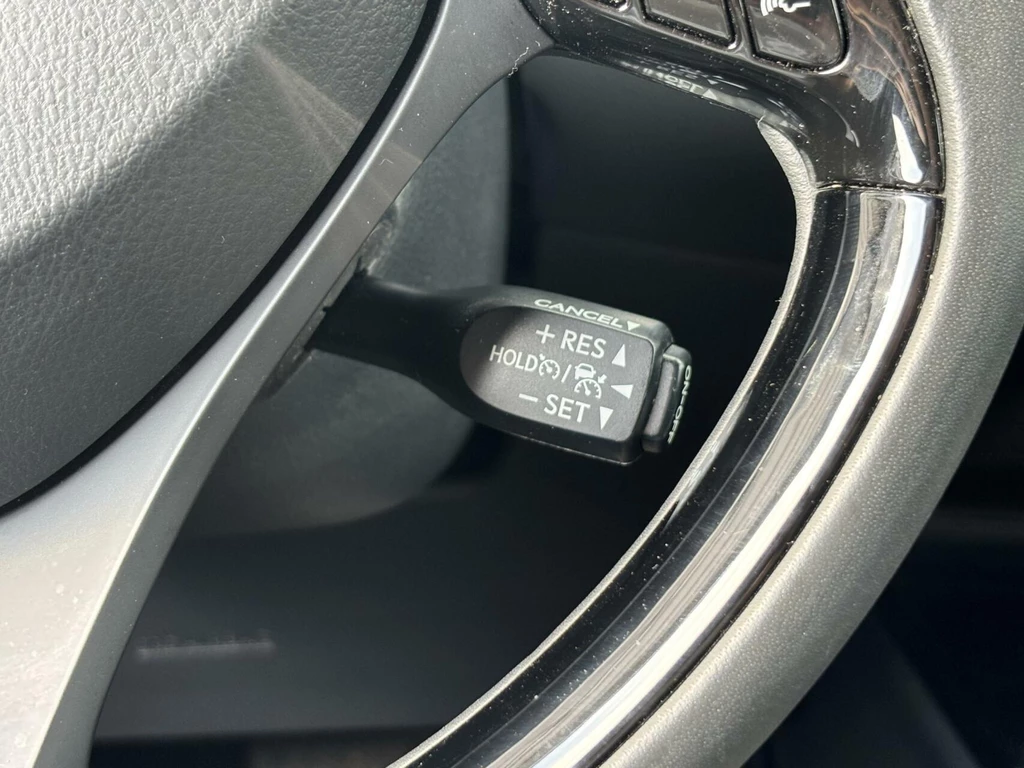 CANCEL▼
+ RES ▲
HOLD / ◀
− SET ▼
ON·OFF